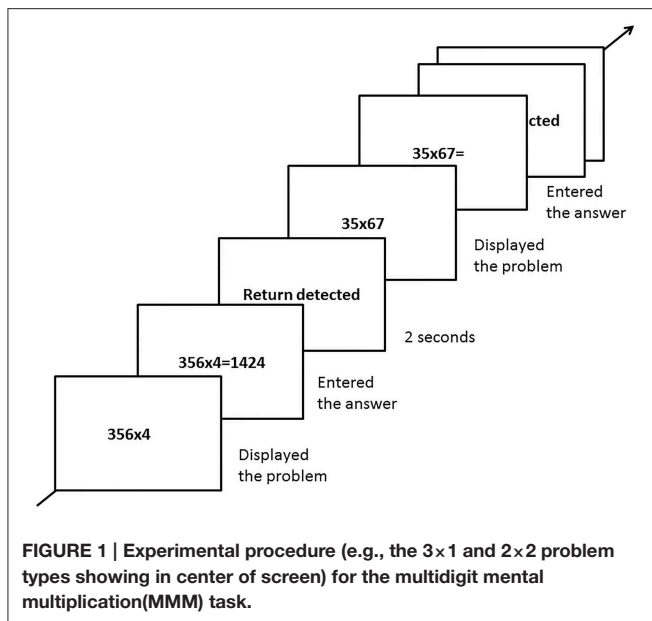 cted
35x67=
Entered
the answer
35x67
Displayed
the problem
Return detected
2 seconds
356x4=1424
Entered
the answer
356x4
Displayed
the problem
FIGURE 1 | Experimental procedure (e.g., the 3×1 and 2×2 problem
types showing in center of screen) for the multidigit mental
multiplication(MMM) task.